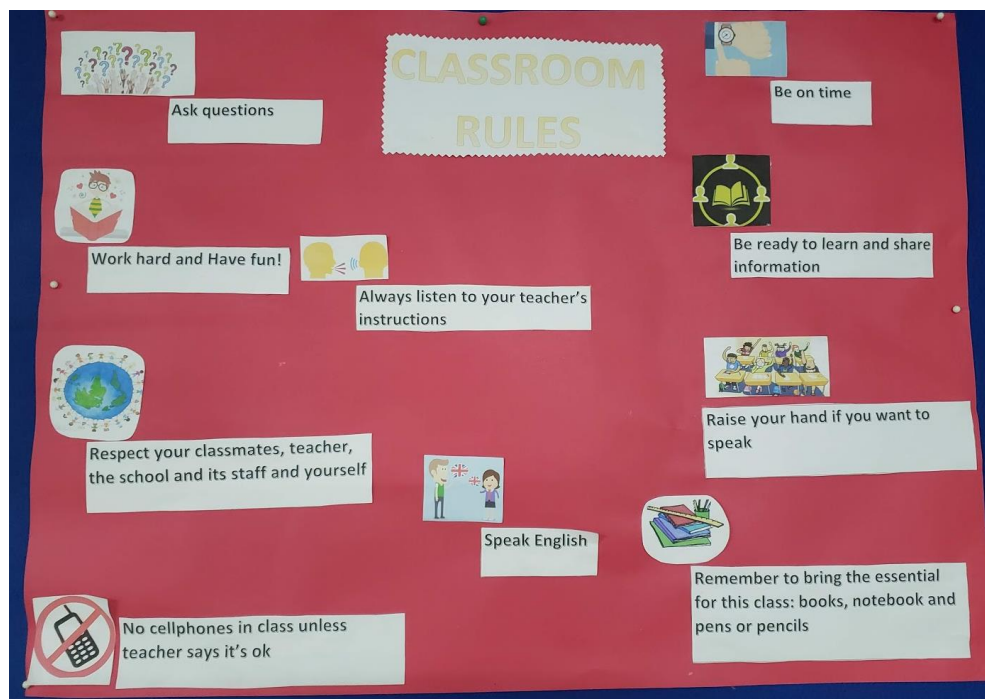 CLASSROOM
RULES
Ask questions
Be on time
Work hard and Have fun!
Always listen to your teacher's
instructions
Be ready to learn and share
information
Respect your classmates, teacher,
the school and its staff and yourself
Raise your hand if you want to
speak
Speak English
No cellphones in class unless
teacher says it's ok
Remember to bring the essential
for this class: books, notebook and
pens or pencils